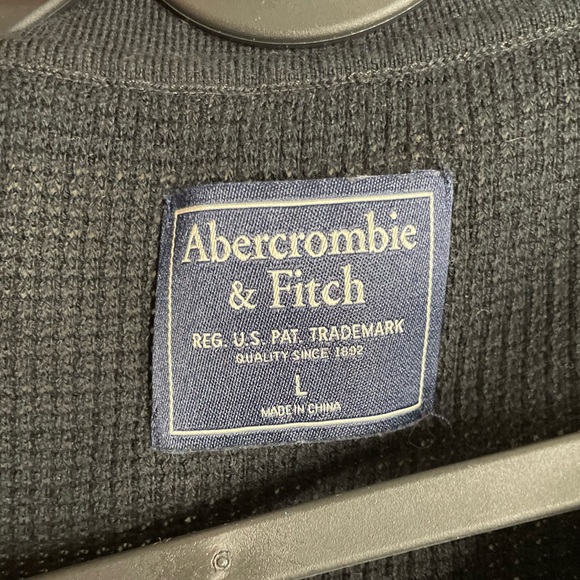 Abercrombie
& Fitch
REG. U.S. PAT. TRADEMARK
QUALITY SINCE 1892
L
MADE IN CHINA